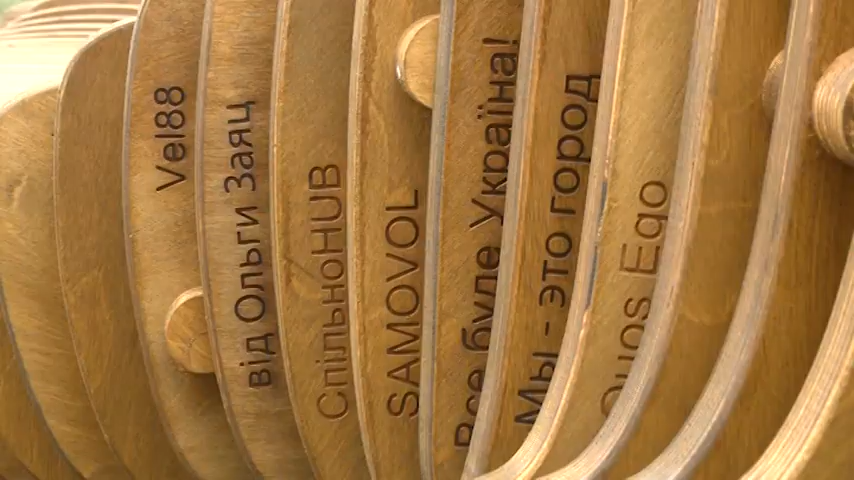 Vel88
від Ольги Заяц
СпільноHUB
SAMOVOL
Все буде Україна!
Мы - это город
Quos Ego